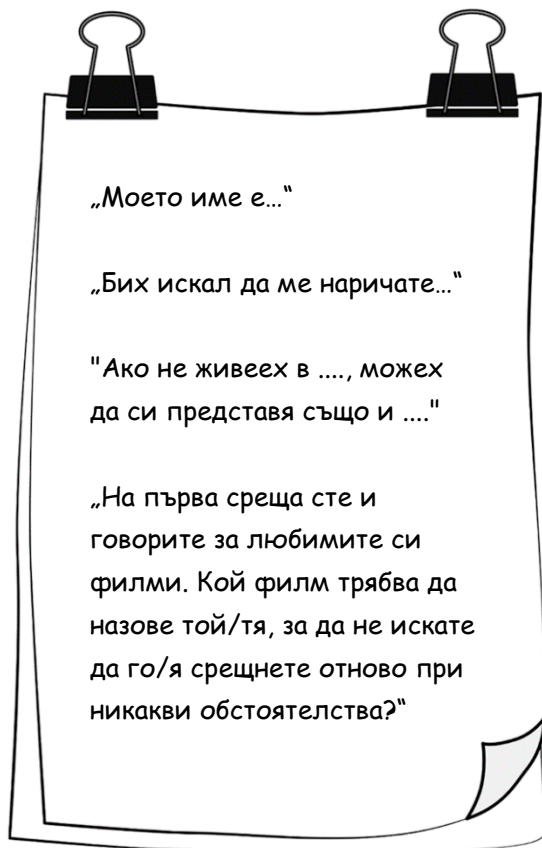 „Моето име е…“
„Бих искал да ме наричате…“
"Ако не живеех в ...., можех
да си представя също и ...."
„На първа среща сте и
говорите за любимите си
филми. Кой филм трябва да
назове той/тя, за да не искате
да го/я срещнете отново при
никакви обстоятелства?“